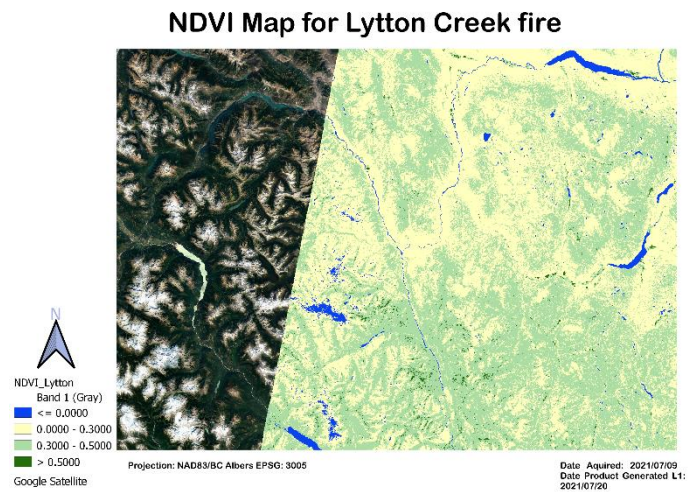 NDVI Map for Lytton Creek fire
N
NDVI_Lytton
Band 1 (Gray)
<= 0.0000
0.0000 - 0.3000
0.3000 - 0.5000
> 0.5000
Google Satellite
Projection: NAD83/BC Albers EPSG: 3005
Date Aquired: 2021/07/09
Date Product Generated L1:
2021/07/20